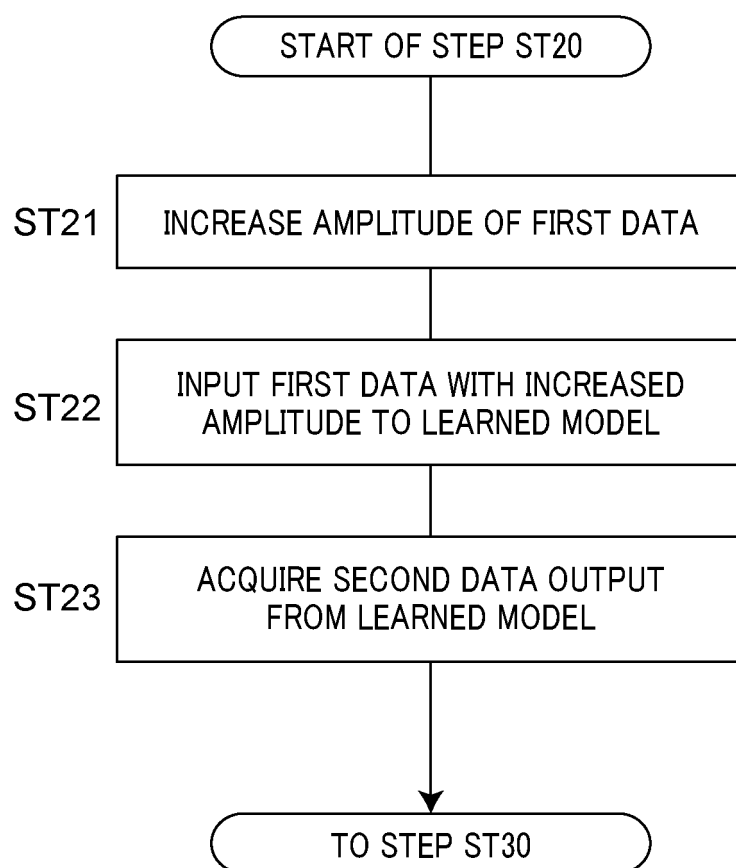 START OF STEP ST20
ST21
INCREASE AMPLITUDE OF FIRST DATA
ST22
INPUT FIRST DATA WITH INCREASED
AMPLITUDE TO LEARNED MODEL
ST23
ACQUIRE SECOND DATA OUTPUT
FROM LEARNED MODEL
TO STEP ST30